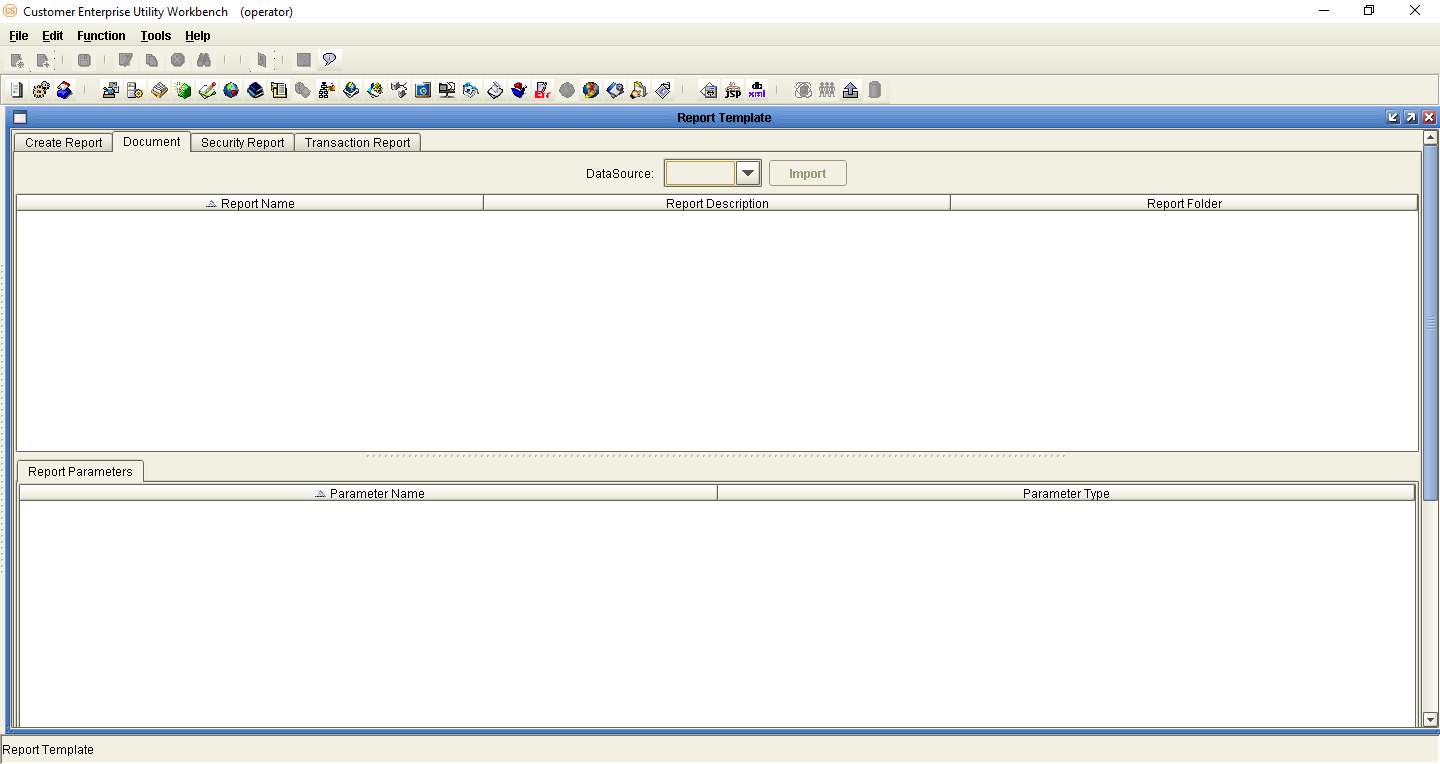 CS Customer Enterprise Utility Workbench (operator)
File Edit Function Tools Help
jsp xml
Report Template
Create Report Document Security Report Transaction Report
DataSource: Import
Report Name Report Description Report Folder
Report Parameters
Parameter Name Parameter Type
Report Template